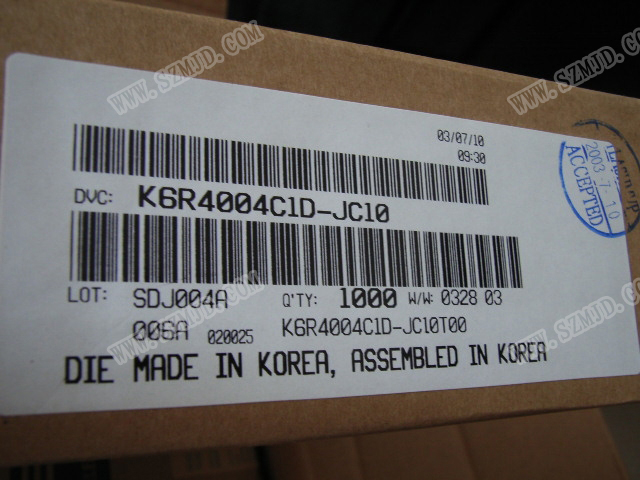 WWW.SZMJD.COM
WWW.SZMJD.COM
03/07/10
09:30
DVC: K6R4004C1D-JC10
ACCEPTED
2003-7-10
LOT: SDJ004A Q'TY: 1000 W/W: 0328 03
006A 020025 K6R4004C1D-JC10T00
DIE MADE IN KOREA, ASSEMBLED IN KOREA
WWW.SZMJD.COM
WWW.SZMJD.COM